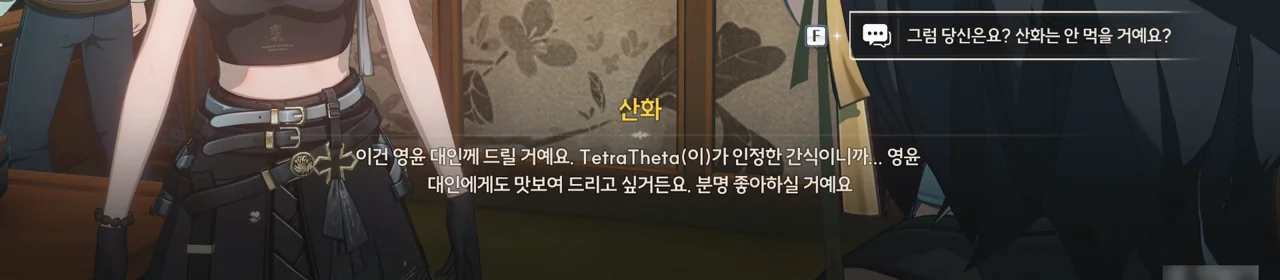 F
그럼 당신은요? 산화는 안 먹을 거예요?
산화
이건 영윤 대인께 드릴 거예요. TetraTheta(이)가 인정한 간식이니까... 영윤
대인에게도 맛보여 드리고 싶거든요. 분명 좋아하실 거예요